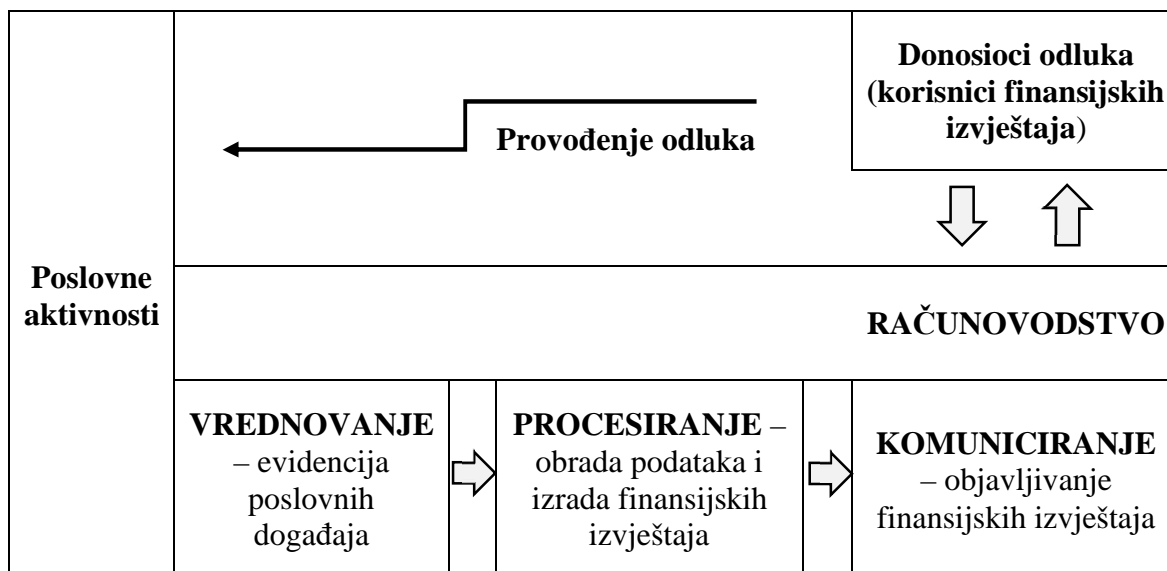 Donosioci odluka
(korisnici finansijskih
izvještaja)
Provođenje odluka
Poslovne
aktivnosti
RAČUNOVODSTVO
VREDNOVANJE
– evidencija
poslovnih
događaja
PROCESIRANJE –
obrada podataka i
izrada finansijskih
izvještaja
KOMUNICIRANJE
– objavljivanje
finansijskih izvještaja